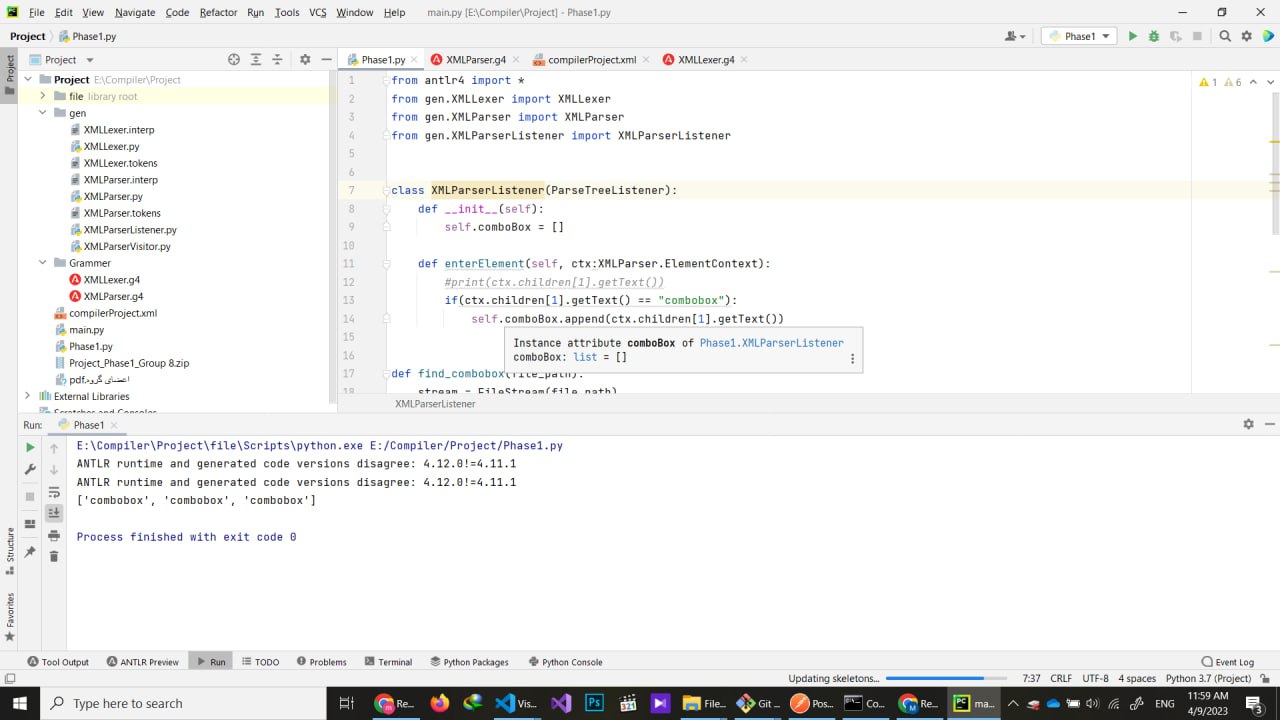 File Edit View Navigate Code Refactor Run Tools VCS Window Help main.py [E:\Compiler\Project] - Phase1.py
Project Phase1.py Phase1
Project Phase1.py XMLParser.g4 compilerProject.xml XMLLexer.g4
Project E:\Compiler\Project
file library root
gen
XMLLexer.interp
XMLLexer.py
XMLLexer.tokens
XMLParser.interp
XMLParser.py
XMLParser.tokens
XMLParserListener.py
XMLParserVisitor.py
Grammer
XMLLexer.g4
XMLParser.g4
compilerProject.xml
main.py
Phase1.py
Project_Phase1_Group 8.zip
اعضای گروه.pdf
External Libraries
Scratches and Consoles
1 from antlr4 import *
2 from gen.XMLLexer import XMLLexer
3 from gen.XMLParser import XMLParser
4 from gen.XMLParserListener import XMLParserListener
5
6
7 class XMLParserListener(ParseTreeListener):
8 def __init__(self):
9 self.comboBox = []
10
11 def enterElement(self, ctx:XMLParser.ElementContext):
12 #print(ctx.children[1].getText())
13 if(ctx.children[1].getText() == "combobox"):
14 self.comboBox.append(ctx.children[1].getText())
15
16
17 def find_combobox(file_path):
18 stream = FileStream(file_path)
Instance attribute comboBox of Phase1.XMLParserListener
comboBox: list = []
1 6
XMLParserListener
Run: Phase1
E:\Compiler\Project\file\Scripts\python.exe E:/Compiler/Project/Phase1.py
ANTLR runtime and generated code versions disagree: 4.12.0!=4.11.1
ANTLR runtime and generated code versions disagree: 4.12.0!=4.11.1
['combobox', 'combobox', 'combobox']
Process finished with exit code 0
Project
Structure
Favorites
Tool Output ANTLR Preview Run TODO Problems Terminal Python Packages Python Console Event Log
Updating skeletons... 7:37 CRLF UTF-8 4 spaces Python 3.7 (Project)
Type here to search Re... Vis... File... Git ... Pos... Co... Re... ma... ENG 11:59 AM
4/9/2023 3